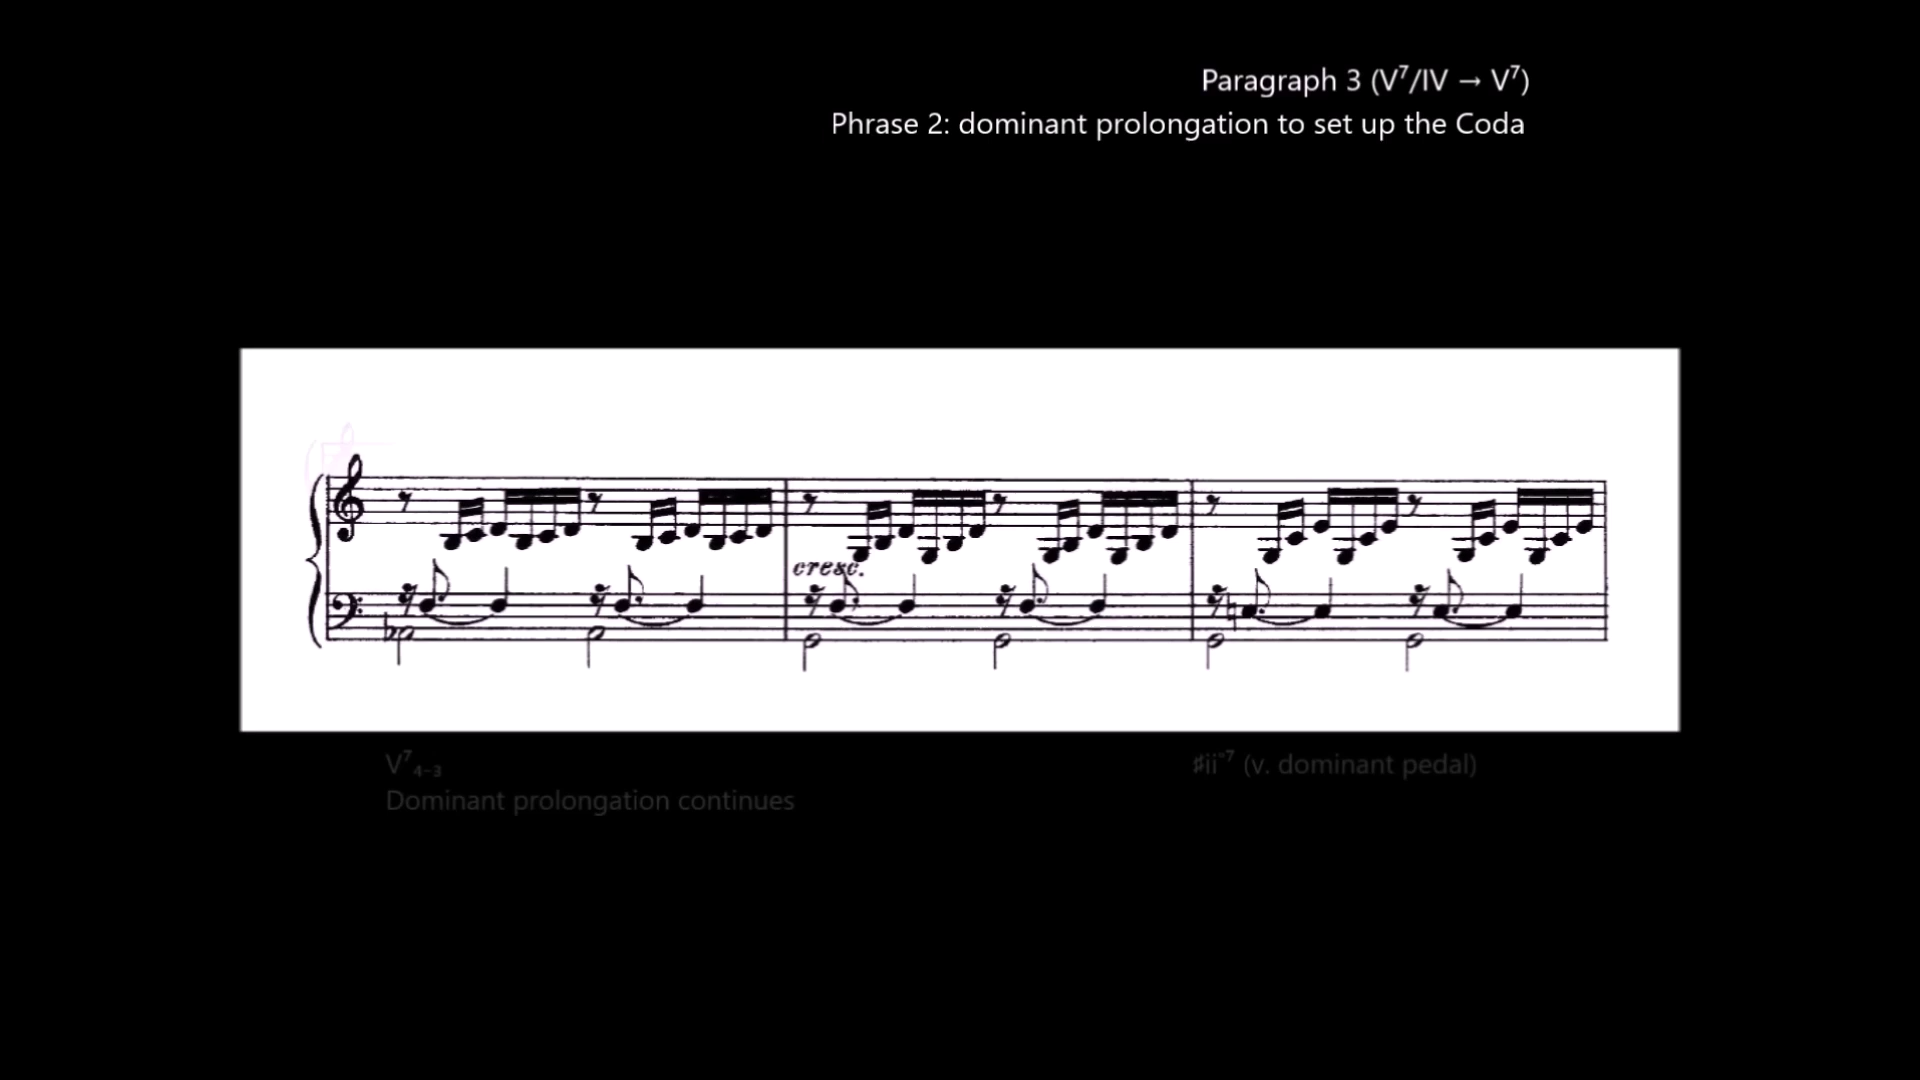 Paragraph 3 (V⁷/IV → V⁷)
Phrase 2: dominant prolongation to set up the Coda
cresc.
V⁷₄₋₃
♯ii°⁷ (v. dominant pedal)
Dominant prolongation continues